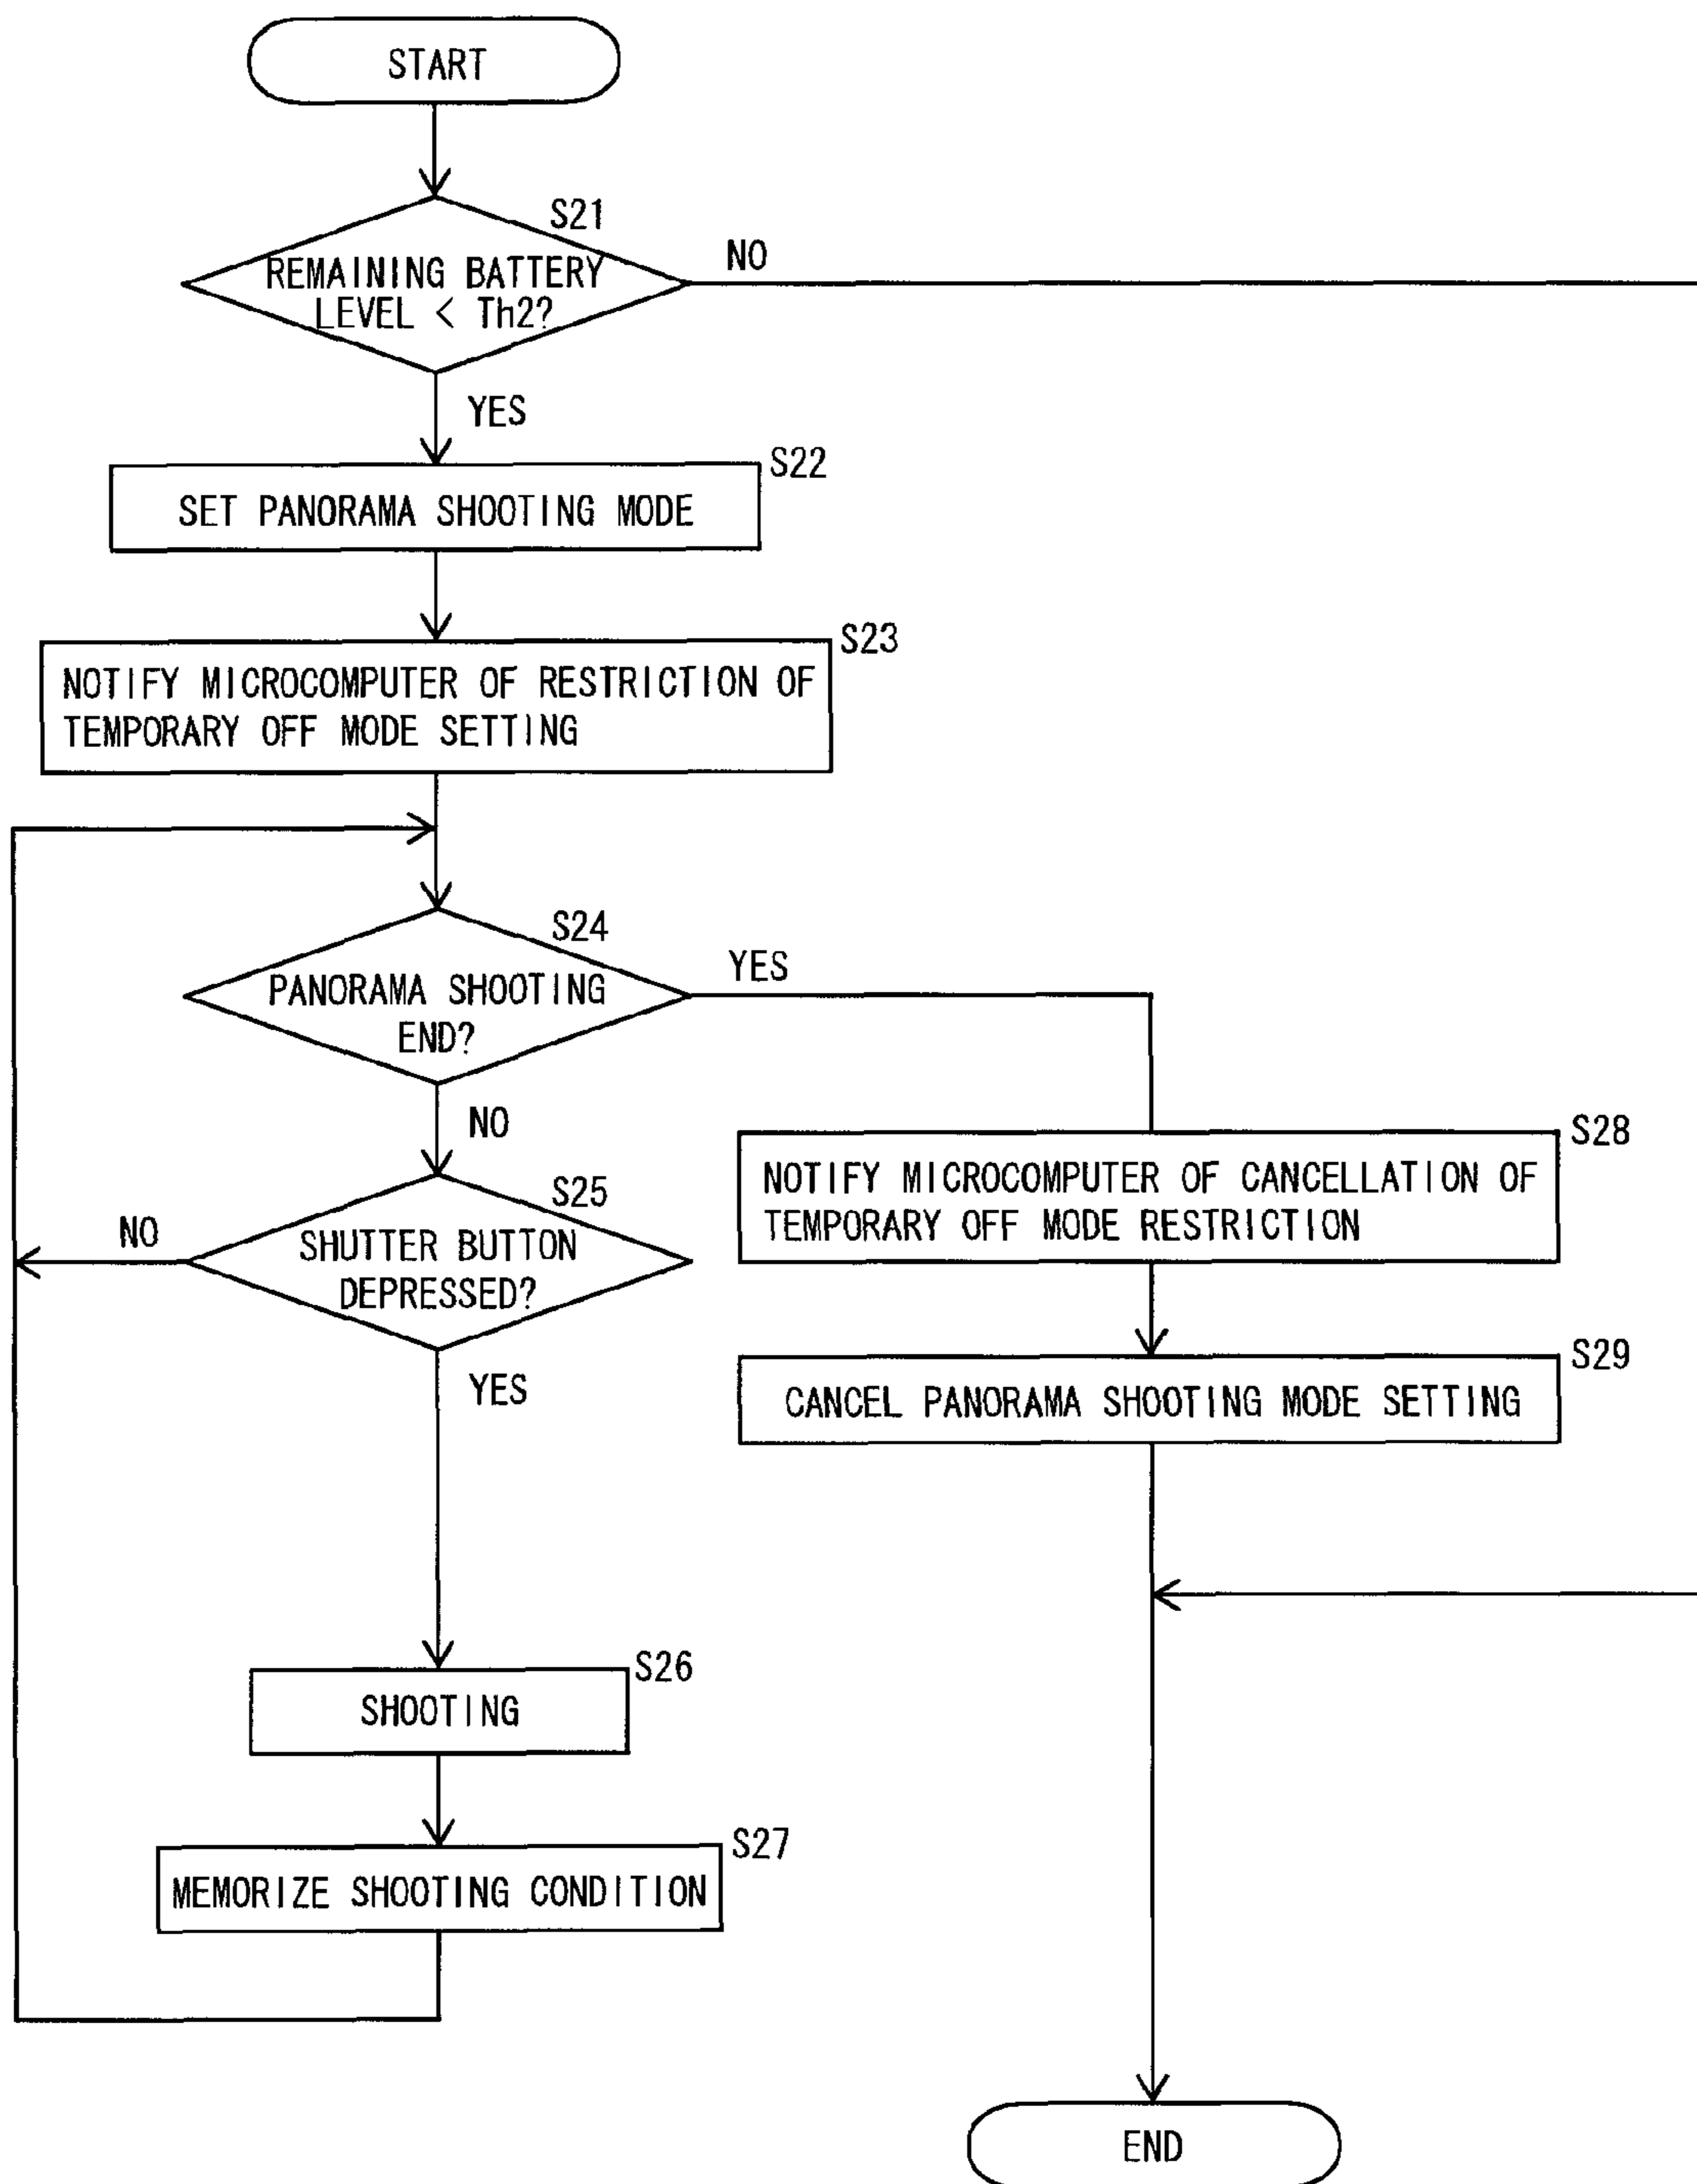 START
S21
REMAINING BATTERY
LEVEL < Th2?
NO
YES
S22
SET PANORAMA SHOOTING MODE
S23
NOTIFY MICROCOMPUTER OF RESTRICTION OF
TEMPORARY OFF MODE SETTING
S24
PANORAMA SHOOTING
END?
YES
NO
S25
SHUTTER BUTTON
DEPRESSED?
NO
YES
S28
NOTIFY MICROCOMPUTER OF CANCELLATION OF
TEMPORARY OFF MODE RESTRICTION
S29
CANCEL PANORAMA SHOOTING MODE SETTING
S26
SHOOTING
S27
MEMORIZE SHOOTING CONDITION
END